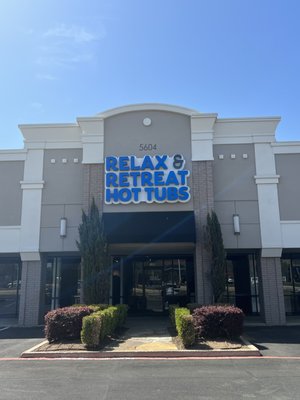 5604
RELAX &
RETREAT
HOT TUBS